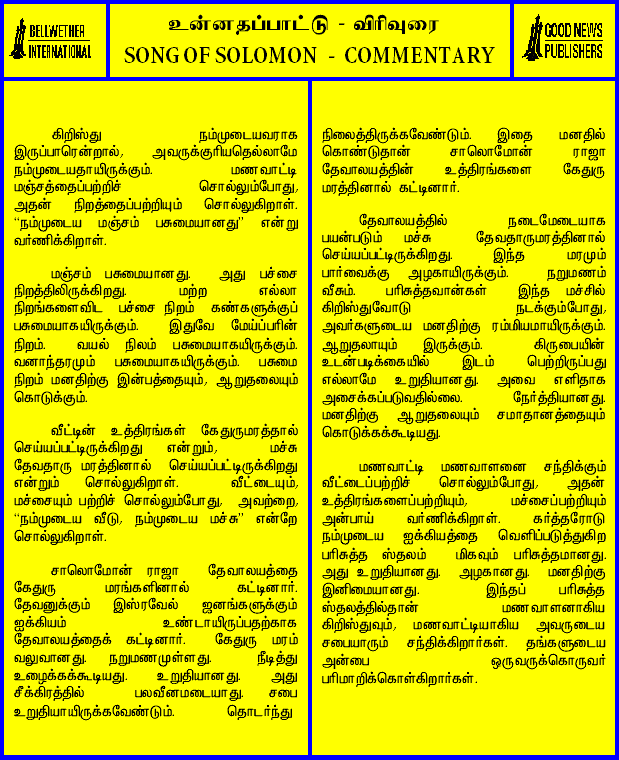 BELLWETHER
INTERNATIONAL
உன்னதப்பாட்டு - விரிவுரை
SONG OF SOLOMON - COMMENTARY
GOOD NEWS
PUBLISHERS
கிறிஸ்து நம்முடையவராக
இருப்பாரென்றால், அவருக்குரியதெல்லாமே
நம்முடையதாயிருக்கும். மணவாட்டி
மஞ்சத்தைப்பற்றிச் சொல்லும்போது,
அதன் நிறத்தைப்பற்றியும் சொல்லுகிறாள்.
“நம்முடைய மஞ்சம் பசுமையானது” என்று
வர்ணிக்கிறாள்.
மஞ்சம் பசுமையானது. அது பச்சை
நிறத்திலிருக்கிறது. மற்ற எல்லா
நிறங்களைவிட பச்சை நிறம் கண்களுக்குப்
பசுமையாகயிருக்கும். இதுவே மேய்ப்பரின்
நிறம். வயல் நிலம் பசுமையாகயிருக்கும்.
வனாந்தரமும் பசுமையாகயிருக்கும். பசுமை
நிறம் மனதிற்கு இன்பத்தையும், ஆறுதலையும்
கொடுக்கும்.
வீட்டின் உத்திரங்கள் கேதுருமரத்தால்
செய்யப்பட்டிருக்கிறது என்றும், மச்சு
தேவதாரு மரத்தினால் செய்யப்பட்டிருக்கிறது
என்றும் சொல்லுகிறாள். வீட்டையும்,
மச்சையும் பற்றிச் சொல்லும்போது, அவற்றை,
“நம்முடைய வீடு, நம்முடைய மச்சு” என்றே
சொல்லுகிறாள்.
சாலொமோன் ராஜா தேவாலயத்தை
கேதுரு மரங்களினால் கட்டினார்.
தேவனுக்கும் இஸ்ரவேல் ஜனங்களுக்கும்
ஐக்கியம் உண்டாயிருப்பதற்காக
தேவாலயத்தைக் கட்டினார். கேதுரு மரம்
வலுவானது. நறுமணமுள்ளது. நீடித்து
உழைக்கக்கூடியது. உறுதியானது. அது
சீக்கிரத்தில் பலவீனமடையாது. சபை
உறுதியாயிருக்கவேண்டும். தொடர்ந்து
நிலைத்திருக்கவேண்டும். இதை மனதில்
கொண்டுதான் சாலொமோன் ராஜா
தேவாலயத்தின் உத்திரங்களை கேதுரு
மரத்தினால் கட்டினார்.
தேவாலயத்தில் நடைமேடையாக
பயன்படும் மச்சு தேவதாருமரத்தினால்
செய்யப்பட்டிருக்கிறது. இந்த மரமும்
பார்வைக்கு அழகாயிருக்கும். நறுமணம்
வீசும். பரிசுத்தவான்கள் இந்த மச்சில்
கிறிஸ்துவோடு நடக்கும்போது,
அவர்களுடைய மனதிற்கு ரம்மியமாயிருக்கும்.
ஆறுதலாயும் இருக்கும். கிருபையின்
உடன்படிக்கையில் இடம் பெற்றிருப்பது
எல்லாமே உறுதியானது. அவை எளிதாக
அசைக்கப்படுவதில்லை. நேர்த்தியானது.
மனதிற்கு ஆறுதலையும் சமாதானத்தையும்
கொடுக்கக்கூடியது.
மணவாட்டி மணவாளனை சந்திக்கும்
வீட்டைப்பற்றிச் சொல்லும்போது, அதன்
உத்திரங்களைப்பற்றியும், மச்சைப்பற்றியும்
அன்பாய் வர்ணிக்கிறாள். கர்த்தரோடு
நம்முடைய ஐக்கியத்தை வெளிப்படுத்துகிற
பரிசுத்த ஸ்தலம் மிகவும் பரிசுத்தமானது.
அது உறுதியானது. அழகானது. மனதிற்கு
இனிமையானது. இந்தப் பரிசுத்த
ஸ்தலத்தில்தான் மணவாளனாகிய
கிறிஸ்துவும், மணவாட்டியாகிய அவருடைய
சபையாரும் சந்திக்கிறார்கள். தங்களுடைய
அன்பை ஒருவருக்கொருவர்
பரிமாறிக்கொள்கிறார்கள்.